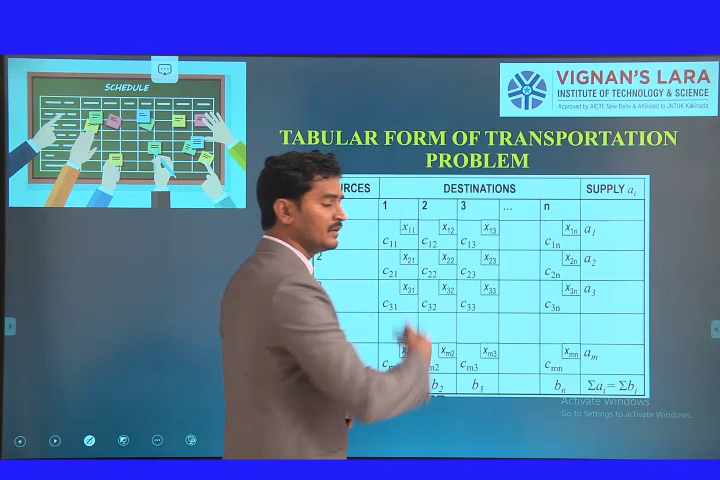 SCHEDULE
VIGNAN'S LARA
INSTITUTE OF TECHNOLOGY & SCIENCE
Approved by AICTE New Delhi & Affiliated to JNTUK Kakinada
TABULAR FORM OF TRANSPORTATION
PROBLEM
DESTINATIONS SUPPLY ai
1 2 3 ... n
x11 x12 x13 x1n
c11 c12 c13 c1n a1
2 x21 x22 x23 x2n
c21 c22 c23 c2n a2
x31 x32 x33 x3n
c31 c32 c33 c3n a3
xm2 xm3 xmn
cm3 cmn am
b2 b3 bn Σai= Σbj
Activate Windows
Go to Settings to activate Windows.